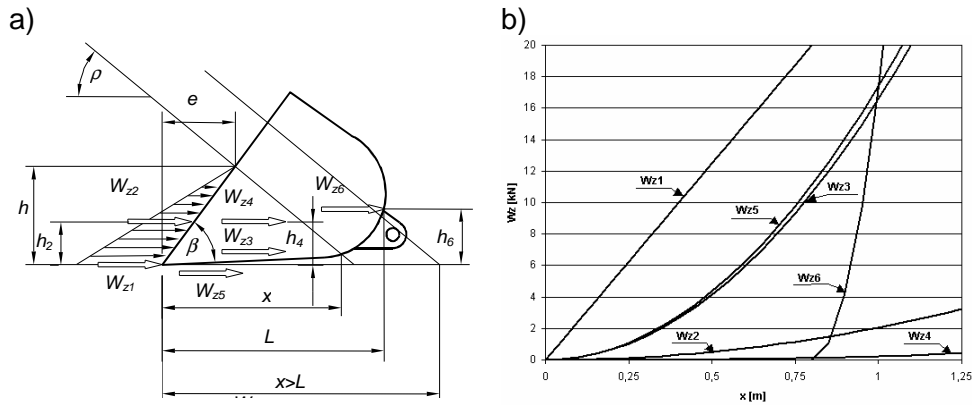 a)
ρ
e
W_z2
W_z4
W_z6
h
h_2
β
W_z3
h_4
h_6
W_z1
W_z5
x
L
x>L
b)
Wz [kN]
20
18
16
14
12
10
8
6
4
2
0
Wz1
Wz3
Wz5
Wz6
Wz2
Wz4
0
0,25
0,5
0,75
1
1,25
x [m]